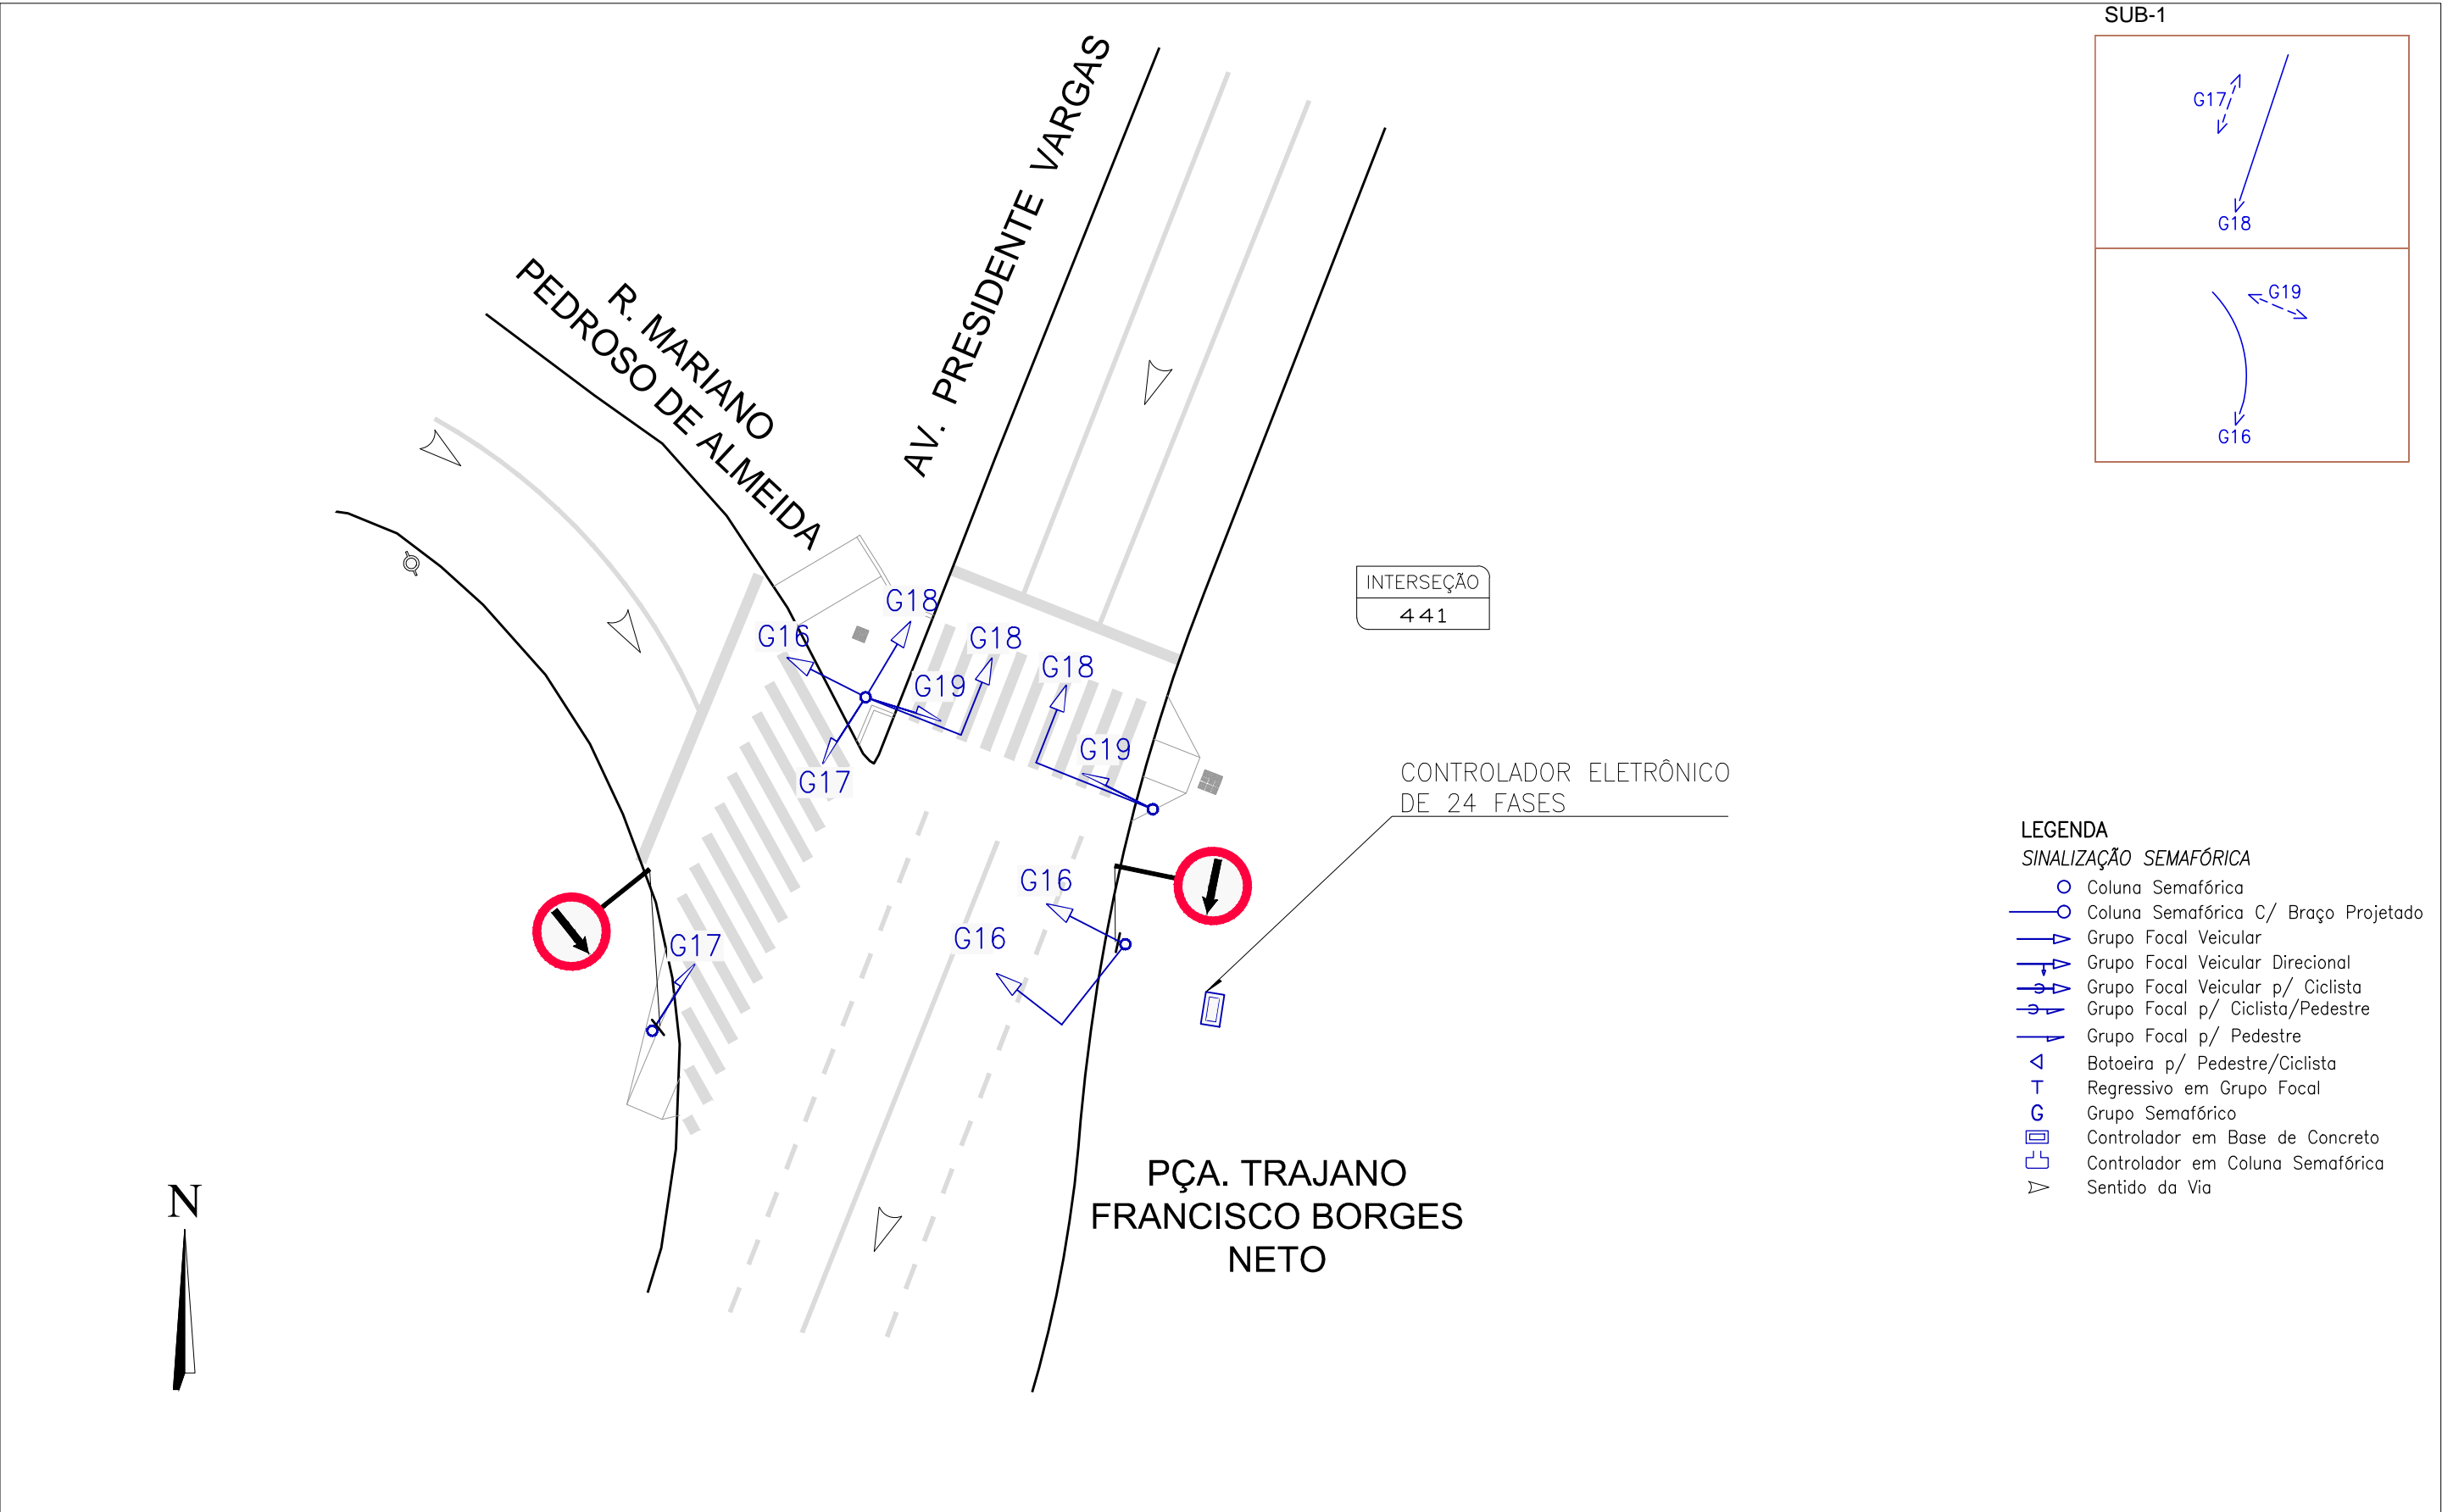 SUB-1
G17
G18
G19
G16
AV. PRESIDENTE VARGAS
R. MARIANO
PEDROSO DE ALMEIDA
INTERSEÇÃO
441
G18
G16
G18
G18
G19
G19
G17
CONTROLADOR ELETRÔNICO
DE 24 FASES
G16
G16
G17
LEGENDA
SINALIZAÇÃO SEMAFÓRICA
Coluna Semafórica
Coluna Semafórica C/ Braço Projetado
Grupo Focal Veicular
Grupo Focal Veicular Direcional
Grupo Focal Veicular p/ Ciclista
Grupo Focal p/ Ciclista/Pedestre
Grupo Focal p/ Pedestre
Botoeira p/ Pedestre/Ciclista
T Regressivo em Grupo Focal
G Grupo Semafórico
Controlador em Base de Concreto
Controlador em Coluna Semafórica
Sentido da Via
PÇA. TRAJANO
FRANCISCO BORGES
NETO
N